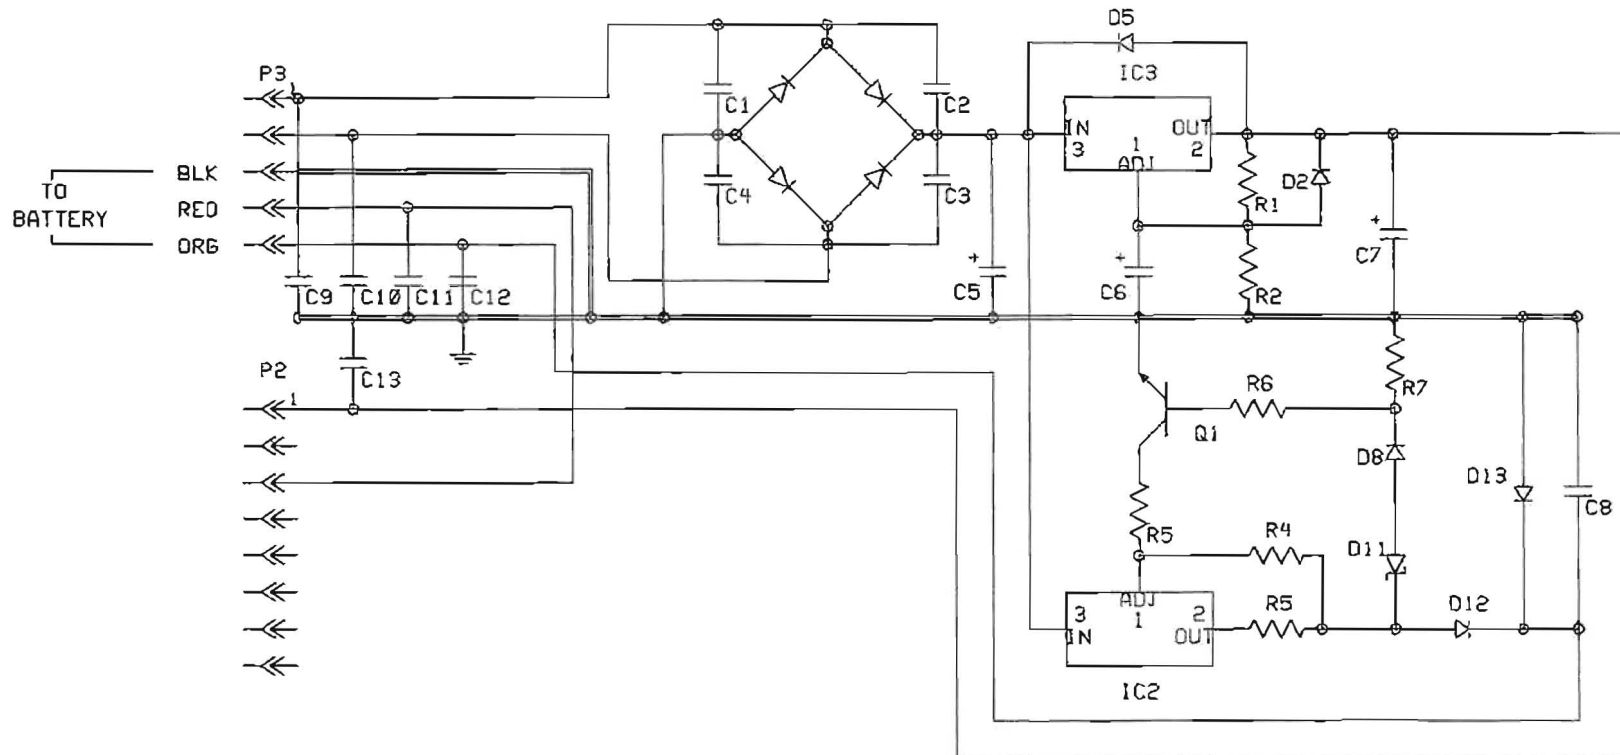 D5
P3
IC3
C1
C2
IN
OUT
3
1
2
ADJ
BLK
TO
BATTERY
RED
ORG
C4
C3
D2
R1
+
C7
+
C5
+
C6
R2
C9
C10
C11
C12
P2
C13
1
R6
R7
Q1
D8
D13
C8
R5
R4
D11
ADJ
3
1
2
IN
OUT
R5
D12
IC2